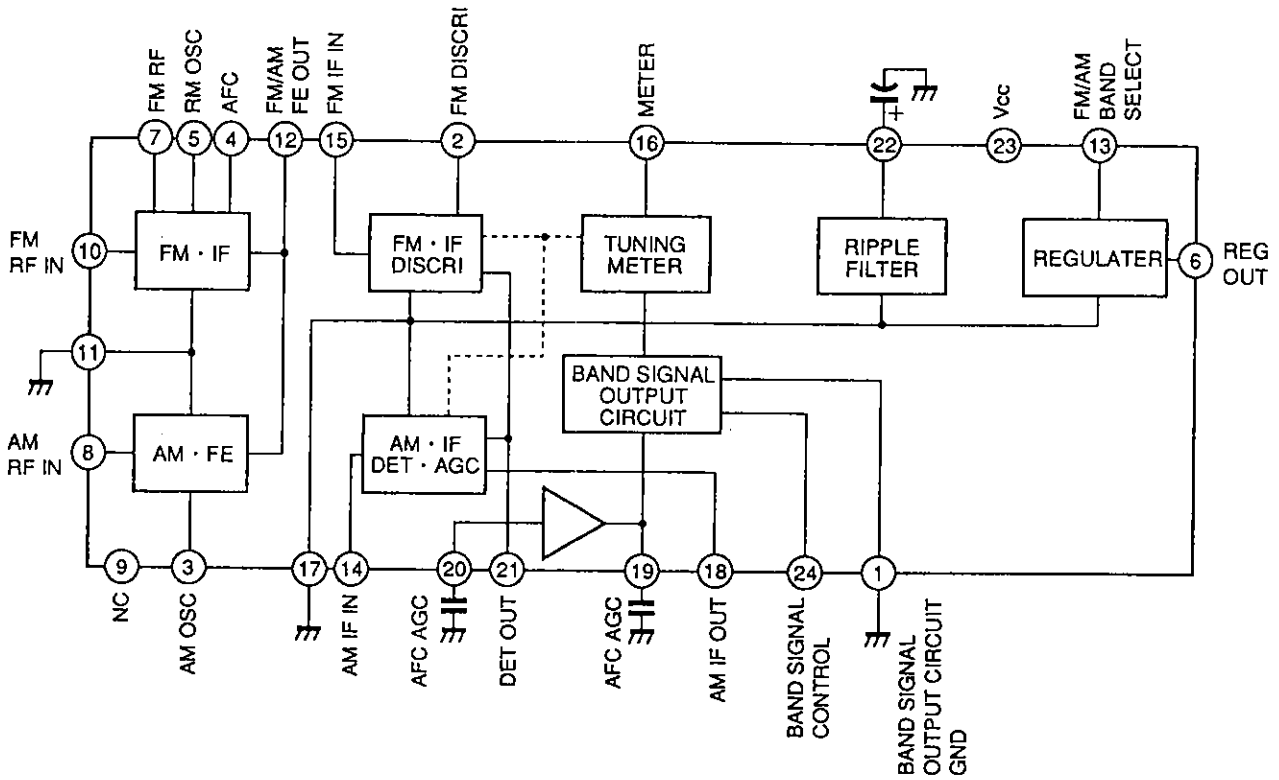 FM RF
RM OSC
AFC
FM/AM
FE OUT
FM IF IN
FM DISCRI
METER
+
Vcc
FM/AM
BAND
SELECT
7
5
4
12
15
2
16
22
23
13
FM
RF IN
10
FM · IF
FM · IF
DISCRI
TUNING
METER
RIPPLE
FILTER
REGULATER
6
REG
OUT
11
BAND SIGNAL
OUTPUT
CIRCUIT
AM
RF IN
8
AM · FE
AM · IF
DET · AGC
9
3
17
14
20
21
19
18
24
1
NC
AM OSC
AM IF IN
AFC AGC
DET OUT
AFC AGC
AM IF OUT
BAND SIGNAL
CONTROL
BAND SIGNAL
OUTPUT CIRCUIT
GND